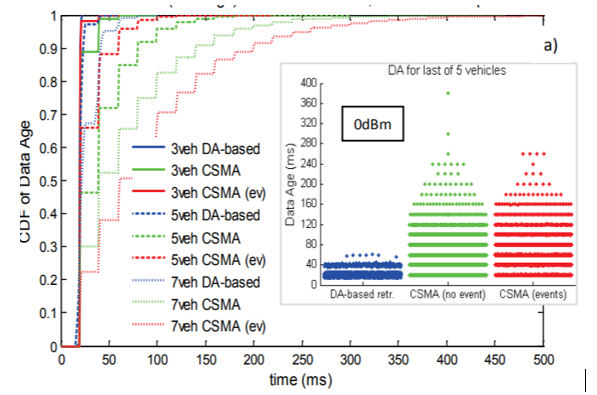 1
0.9
0.8
0.7
0.6
0.5
0.4
0.3
0.2
0.1
0
CDF of Data Age
0 50 100 150 200 250 300 350 400 450 500
time (ms)
3veh DA-based
3veh CSMA
3veh CSMA (ev)
5veh DA-based
5veh CSMA
5veh CSMA (ev)
7veh DA-based
7veh CSMA
7veh CSMA (ev)
a)
DA for last of 5 vehicles
0dBm
400
360
320
280
240
200
160
120
80
40
0
Data Age (ms)
DA-based retr. CSMA (no event) CSMA (events)